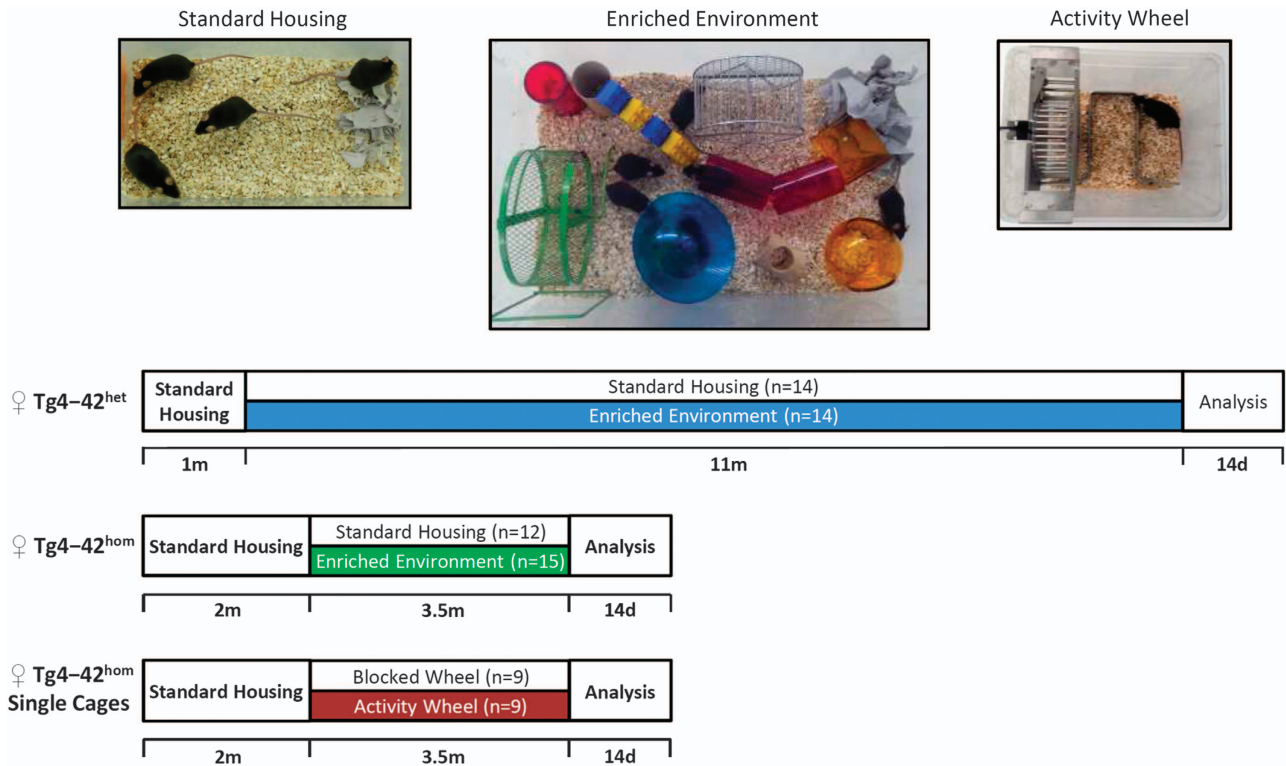 Standard Housing
Enriched Environment
Activity Wheel
♀ Tg4–42het
Standard
Housing
Standard Housing (n=14)
Enriched Environment (n=14)
Analysis
1m
11m
14d
♀ Tg4–42hom
Standard Housing
Standard Housing (n=12)
Enriched Environment (n=15)
Analysis
2m
3.5m
14d
♀ Tg4–42hom
Single Cages
Standard Housing
Blocked Wheel (n=9)
Activity Wheel (n=9)
Analysis
2m
3.5m
14d